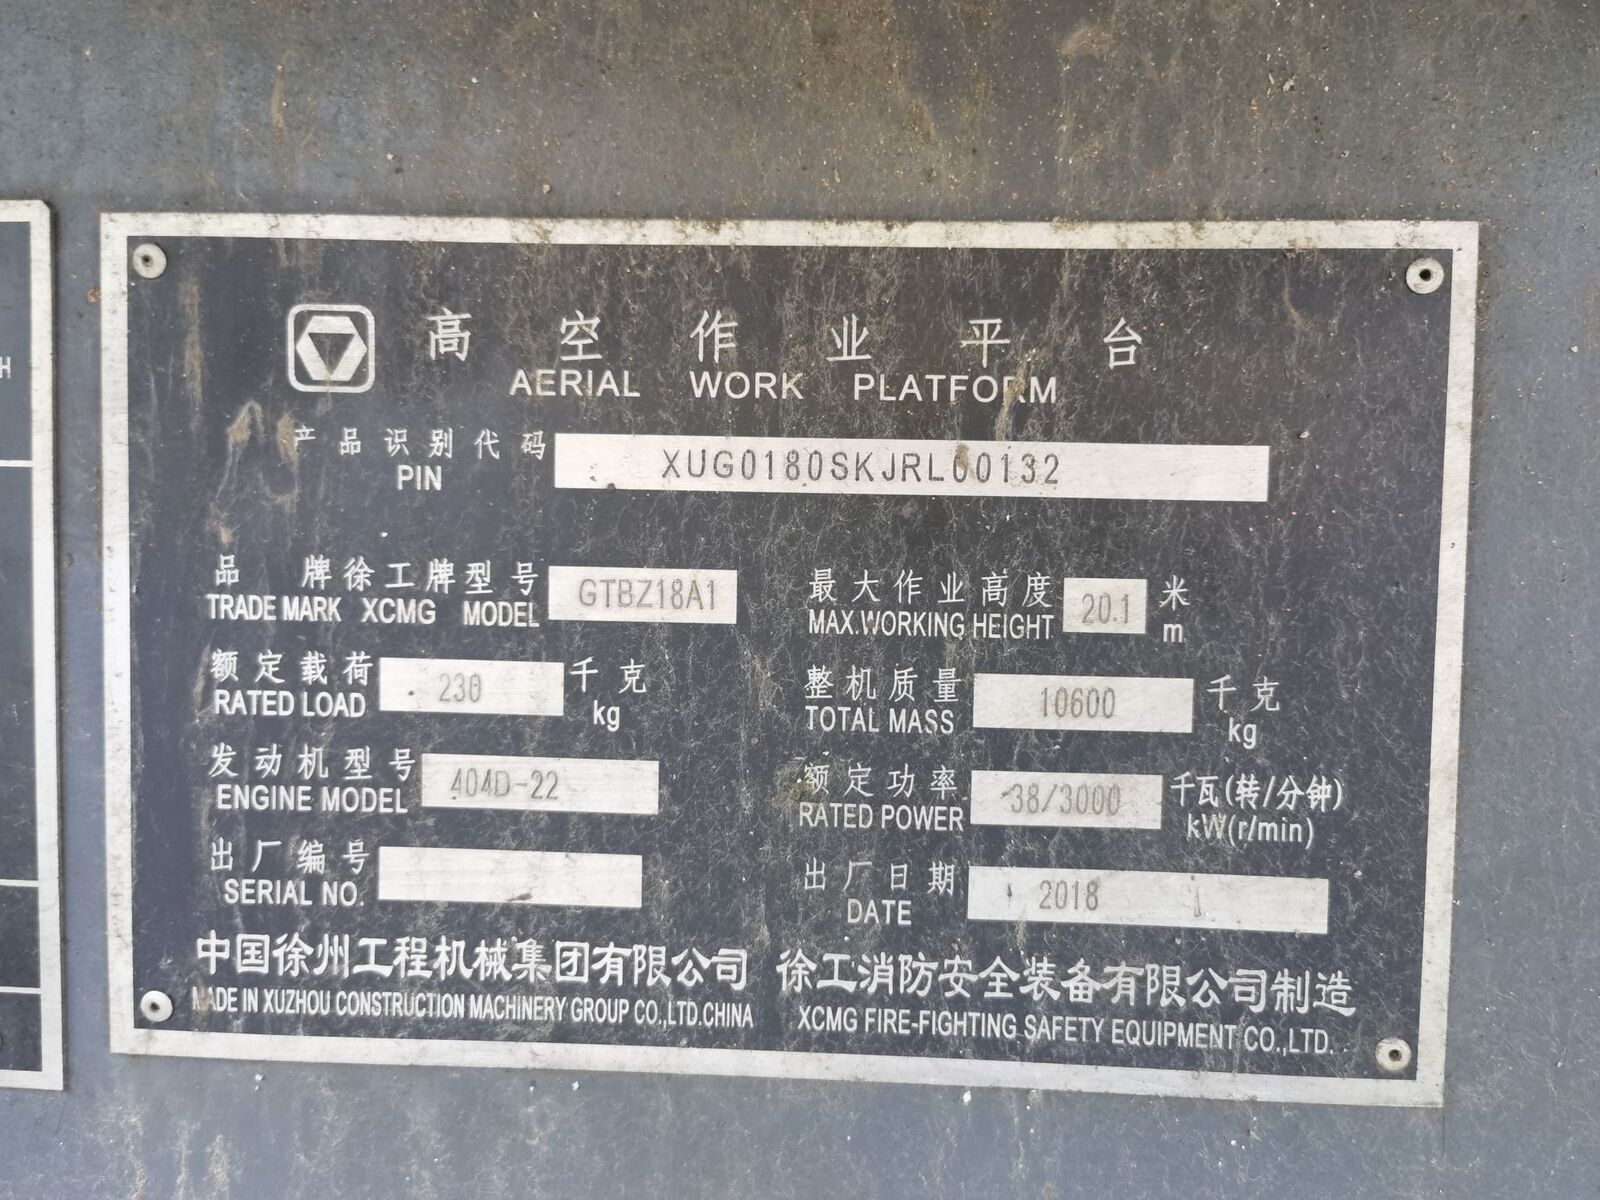 高空作业平台
AERIAL WORK PLATFORM
产品识别代码
PIN XUG0180SKJRL00132
品 牌 徐工牌 型号 GTBZ18A1
TRADE MARK XCMG MODEL
最大作业高度 20.1 米
MAX.WORKING HEIGHT m
额定载荷 230 千克
RATED LOAD kg
整机质量 10600 千克
TOTAL MASS kg
发动机型号 404D-22
ENGINE MODEL
额定功率 38/3000 千瓦(转/分钟)
RATED POWER kW(r/min)
出厂编号
SERIAL NO.
出厂日期 2018
DATE
中国徐州工程机械集团有限公司
MADE IN XUZHOU CONSTRUCTION MACHINERY GROUP CO.,LTD.CHINA
徐工消防安全装备有限公司制造
XCMG FIRE-FIGHTING SAFETY EQUIPMENT CO.,LTD.
H